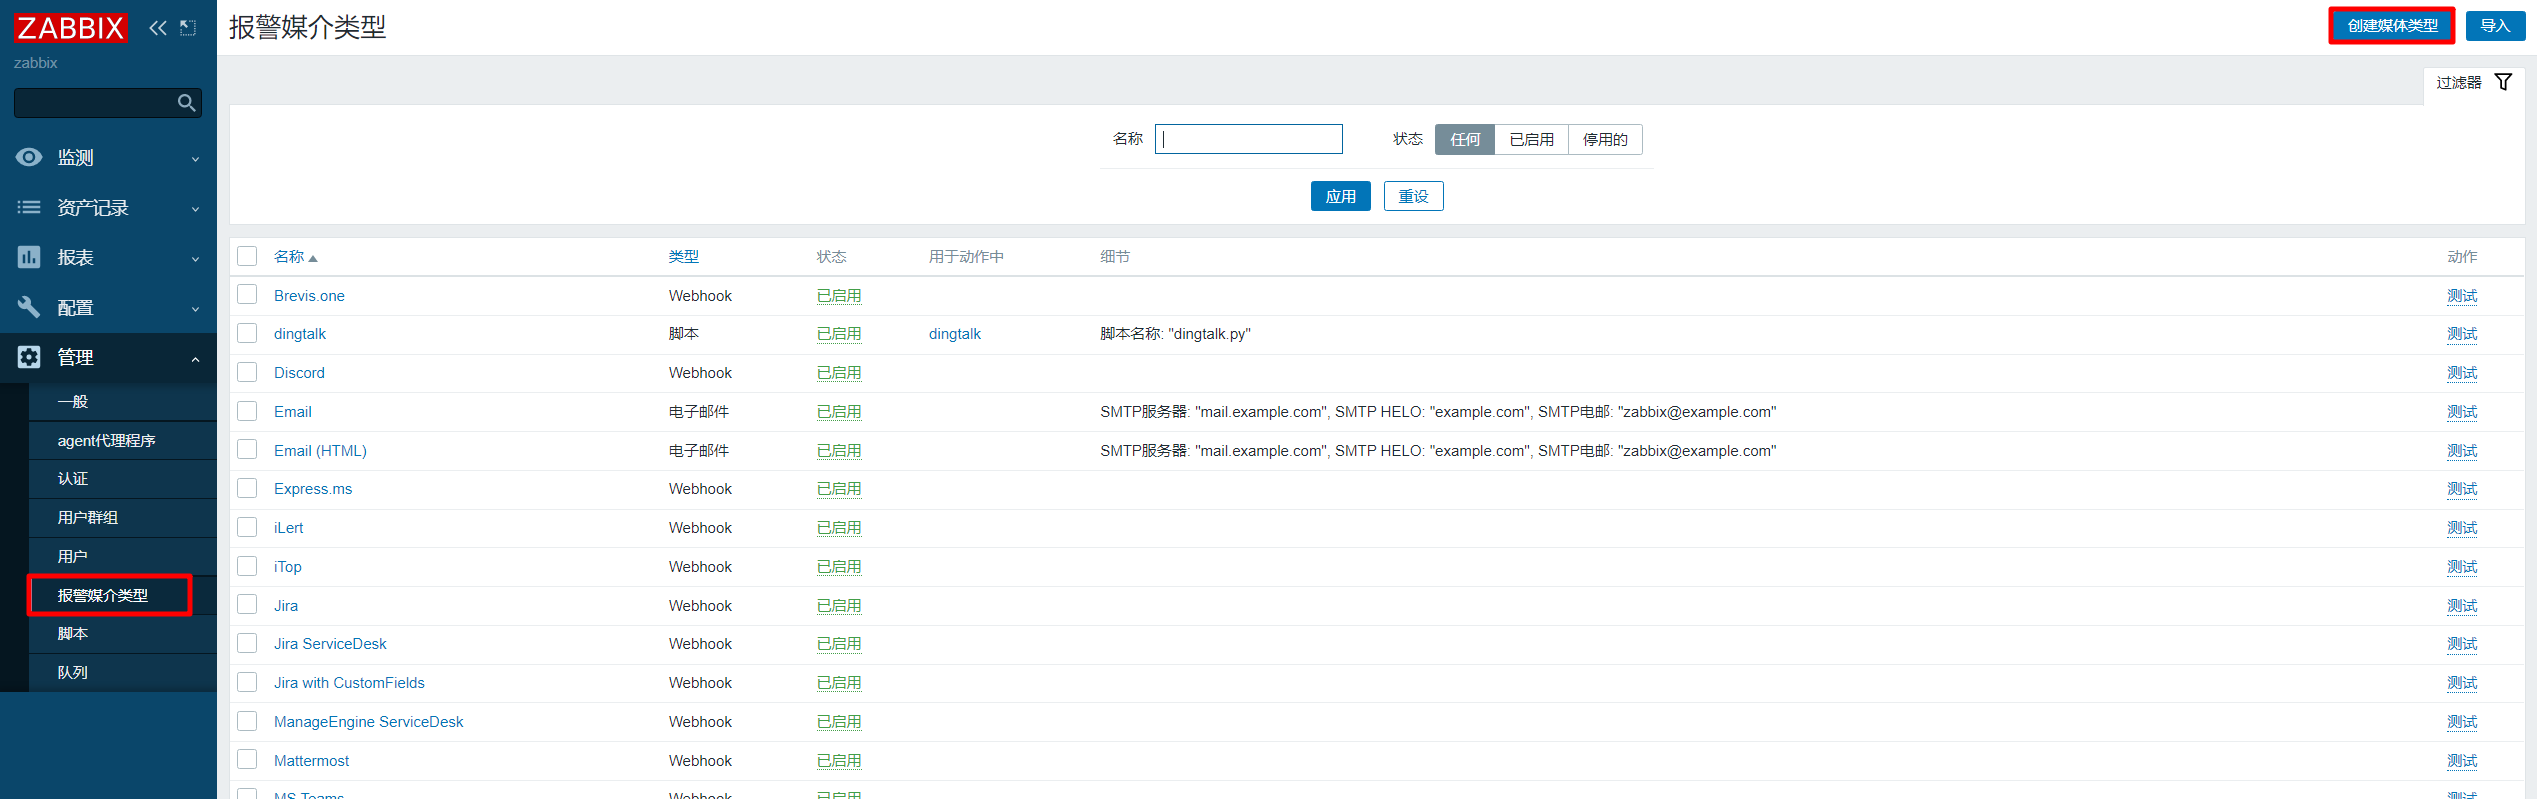 ZABBIX
zabbix
监测
资产记录
报表
配置
管理
一般
agent代理程序
认证
用户群组
用户
报警媒介类型
脚本
队列
报警媒介类型
创建媒体类型 导入
过滤器
名称 状态 任何 已启用 停用的
应用 重设
名称 类型 状态 用于动作中 细节 动作
Brevis.one Webhook 已启用 测试
dingtalk 脚本 已启用 dingtalk 脚本名称: "dingtalk.py" 测试
Discord Webhook 已启用 测试
Email 电子邮件 已启用 SMTP服务器: "mail.example.com", SMTP HELO: "example.com", SMTP电邮: "zabbix@example.com" 测试
Email (HTML) 电子邮件 已启用 SMTP服务器: "mail.example.com", SMTP HELO: "example.com", SMTP电邮: "zabbix@example.com" 测试
Express.ms Webhook 已启用 测试
iLert Webhook 已启用 测试
iTop Webhook 已启用 测试
Jira Webhook 已启用 测试
Jira ServiceDesk Webhook 已启用 测试
Jira with CustomFields Webhook 已启用 测试
ManageEngine ServiceDesk Webhook 已启用 测试
Mattermost Webhook 已启用 测试
MS Teams Webhook 已启用 测试